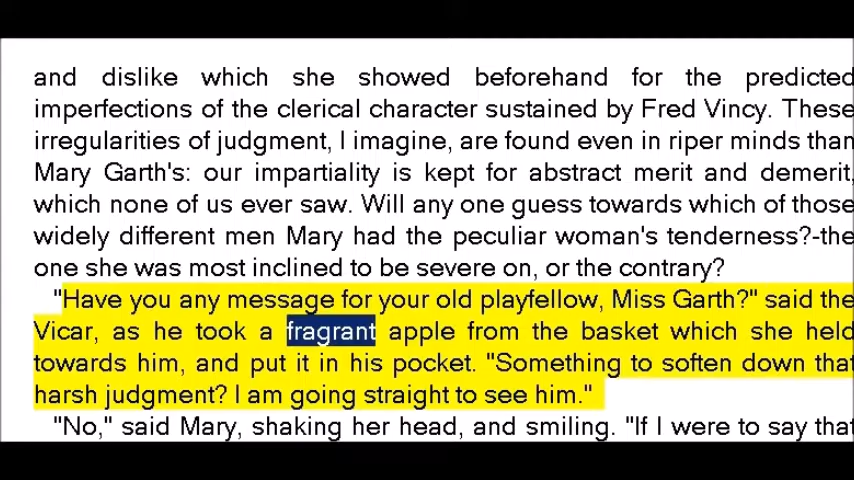 and dislike which she showed beforehand for the predicted
imperfections of the clerical character sustained by Fred Vincy. These
irregularities of judgment, I imagine, are found even in riper minds than
Mary Garth's: our impartiality is kept for abstract merit and demerit,
which none of us ever saw. Will any one guess towards which of those
widely different men Mary had the peculiar woman's tenderness?-the
one she was most inclined to be severe on, or the contrary?
"Have you any message for your old playfellow, Miss Garth?" said the
Vicar, as he took a fragrant apple from the basket which she held
towards him, and put it in his pocket. "Something to soften down that
harsh judgment? I am going straight to see him."
"No," said Mary, shaking her head, and smiling. "If I were to say that